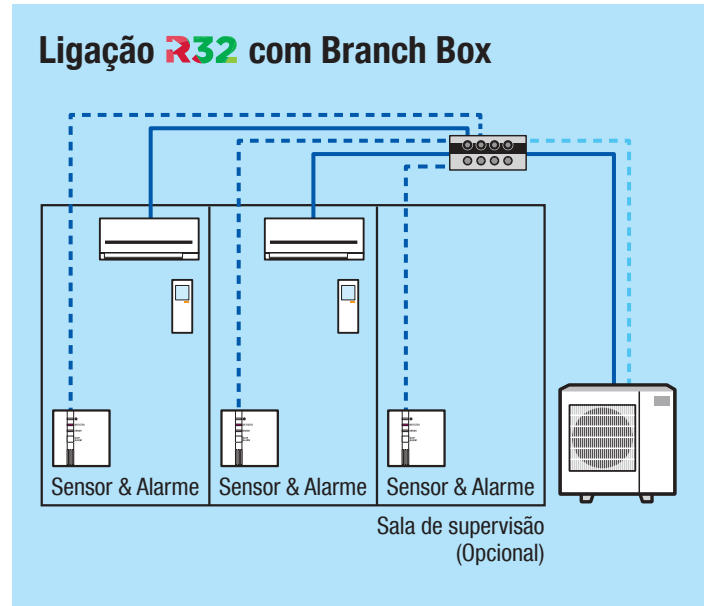 Ligação R32 com Branch Box
Sensor & Alarme
Sensor & Alarme
Sensor & Alarme
Sala de supervisão
(Opcional)